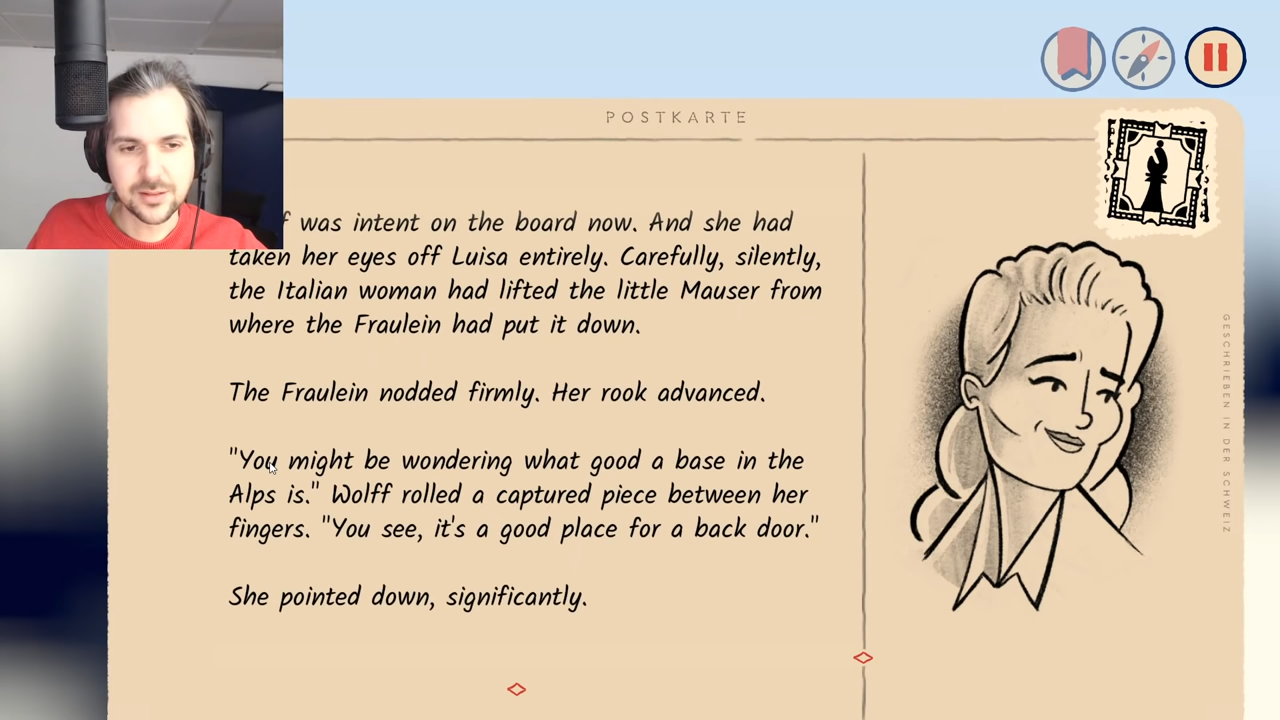 POSTKARTE
was intent on the board now. And she had
taken her eyes off Luisa entirely. Carefully, silently,
the Italian woman had lifted the little Mauser from
where the Fraulein had put it down.
The Fraulein nodded firmly. Her rook advanced.
"You might be wondering what good a base in the
Alps is." Wolff rolled a captured piece between her
fingers. "You see, it's a good place for a back door."
She pointed down, significantly.
GESCHRIEBEN IN DER SCHWEIZ